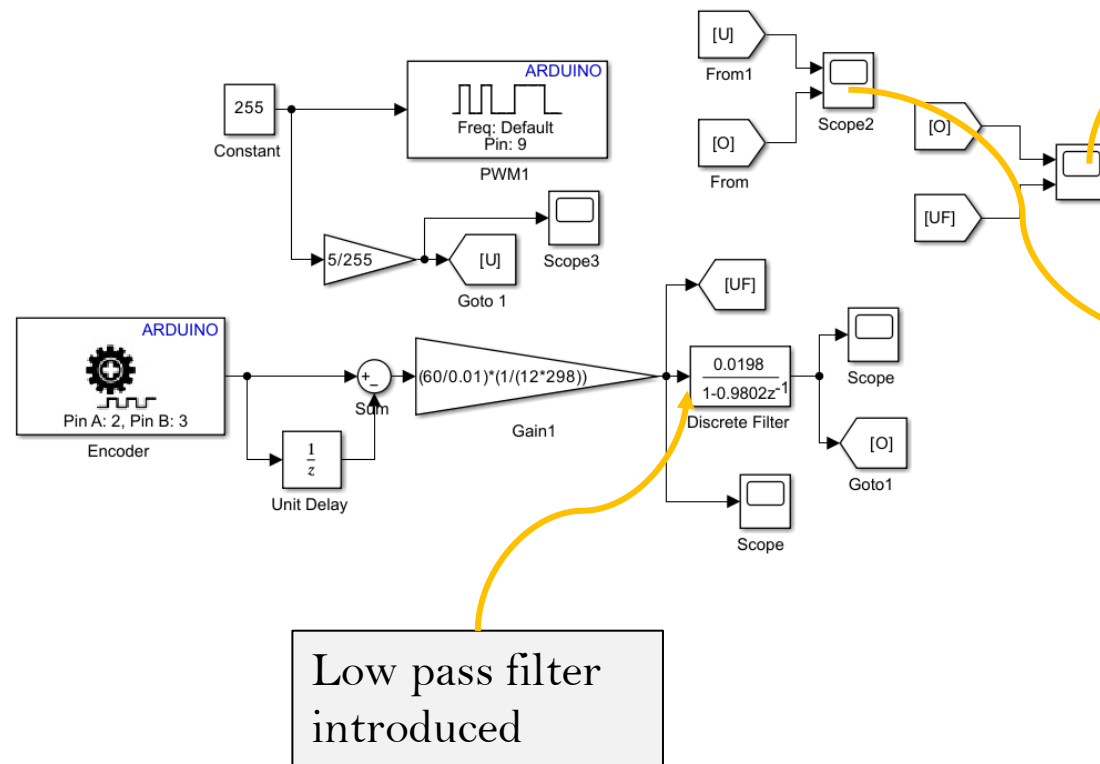 [U]
From1
Scope2
[O]
From
[O]
[UF]
255
Constant
ARDUINO
Freq: Default
Pin: 9
PWM1
5/255
[U]
Goto 1
Scope3
ARDUINO
Pin A: 2, Pin B: 3
Encoder
1
z
Unit Delay
+
_
Sum
(60/0.01)*(1/(12*298))
Gain1
[UF]
0.0198
1-0.9802z-1
Discrete Filter
Scope
[O]
Goto1
Scope
Low pass filter
introduced